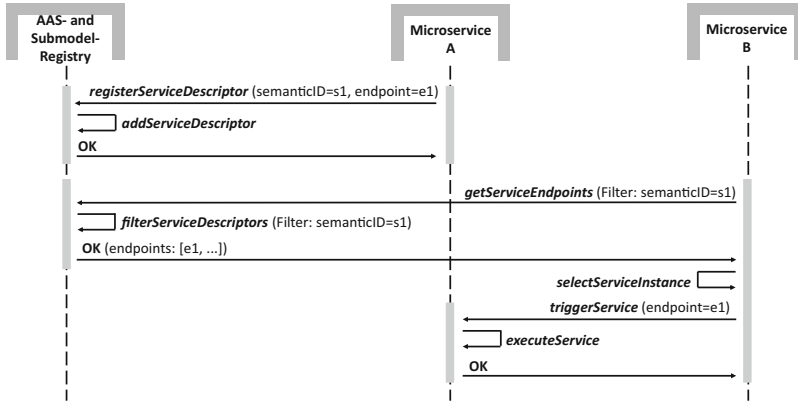 AAS- and
Submodel-
Registry
Microservice
A
Microservice
B
registerServiceDescriptor (semanticID=s1, endpoint=e1)
addServiceDescriptor
OK
getServiceEndpoints (Filter: semanticID=s1)
filterServiceDescriptors (Filter: semanticID=s1)
OK (endpoints: [e1, ...])
selectServiceInstance
triggerService (endpoint=e1)
executeService
OK